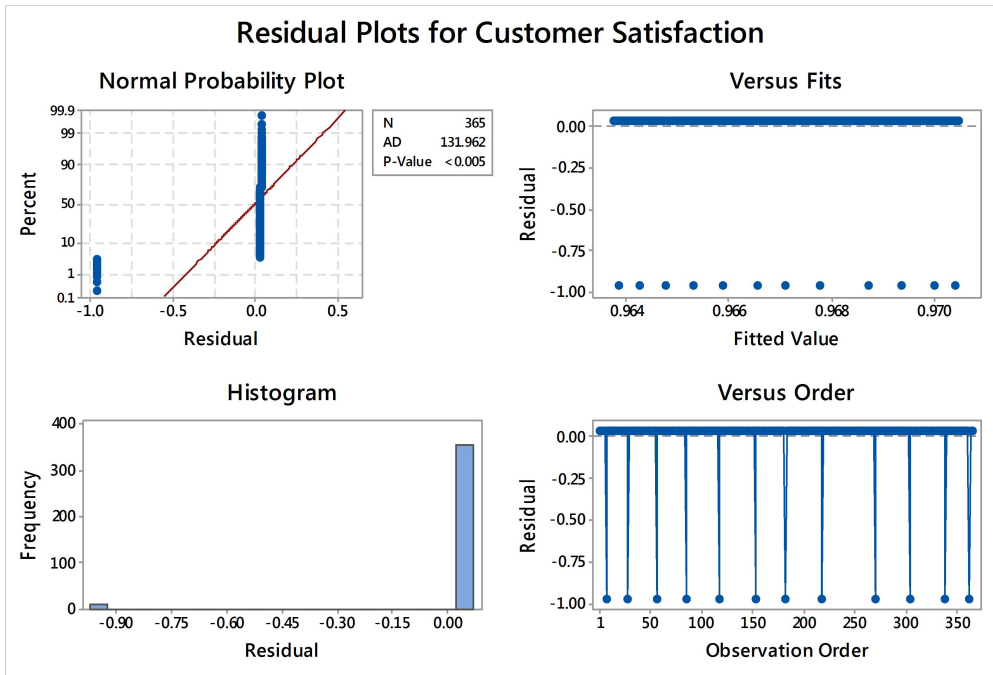 Residual Plots for Customer Satisfaction
Normal Probability Plot
99.9
99
90
50
10
1
0.1
Percent
-1.0 -0.5 0.0 0.5
Residual
N 365
AD 131.962
P-Value <0.005
Versus Fits
0.00
-0.25
-0.50
-0.75
-1.00
Residual
0.964 0.966 0.968 0.970
Fitted Value
Histogram
400
300
200
100
0
Frequency
-0.90 -0.75 -0.60 -0.45 -0.30 -0.15 0.00
Residual
Versus Order
0.00
-0.25
-0.50
-0.75
-1.00
Residual
1 50 100 150 200 250 300 350
Observation Order